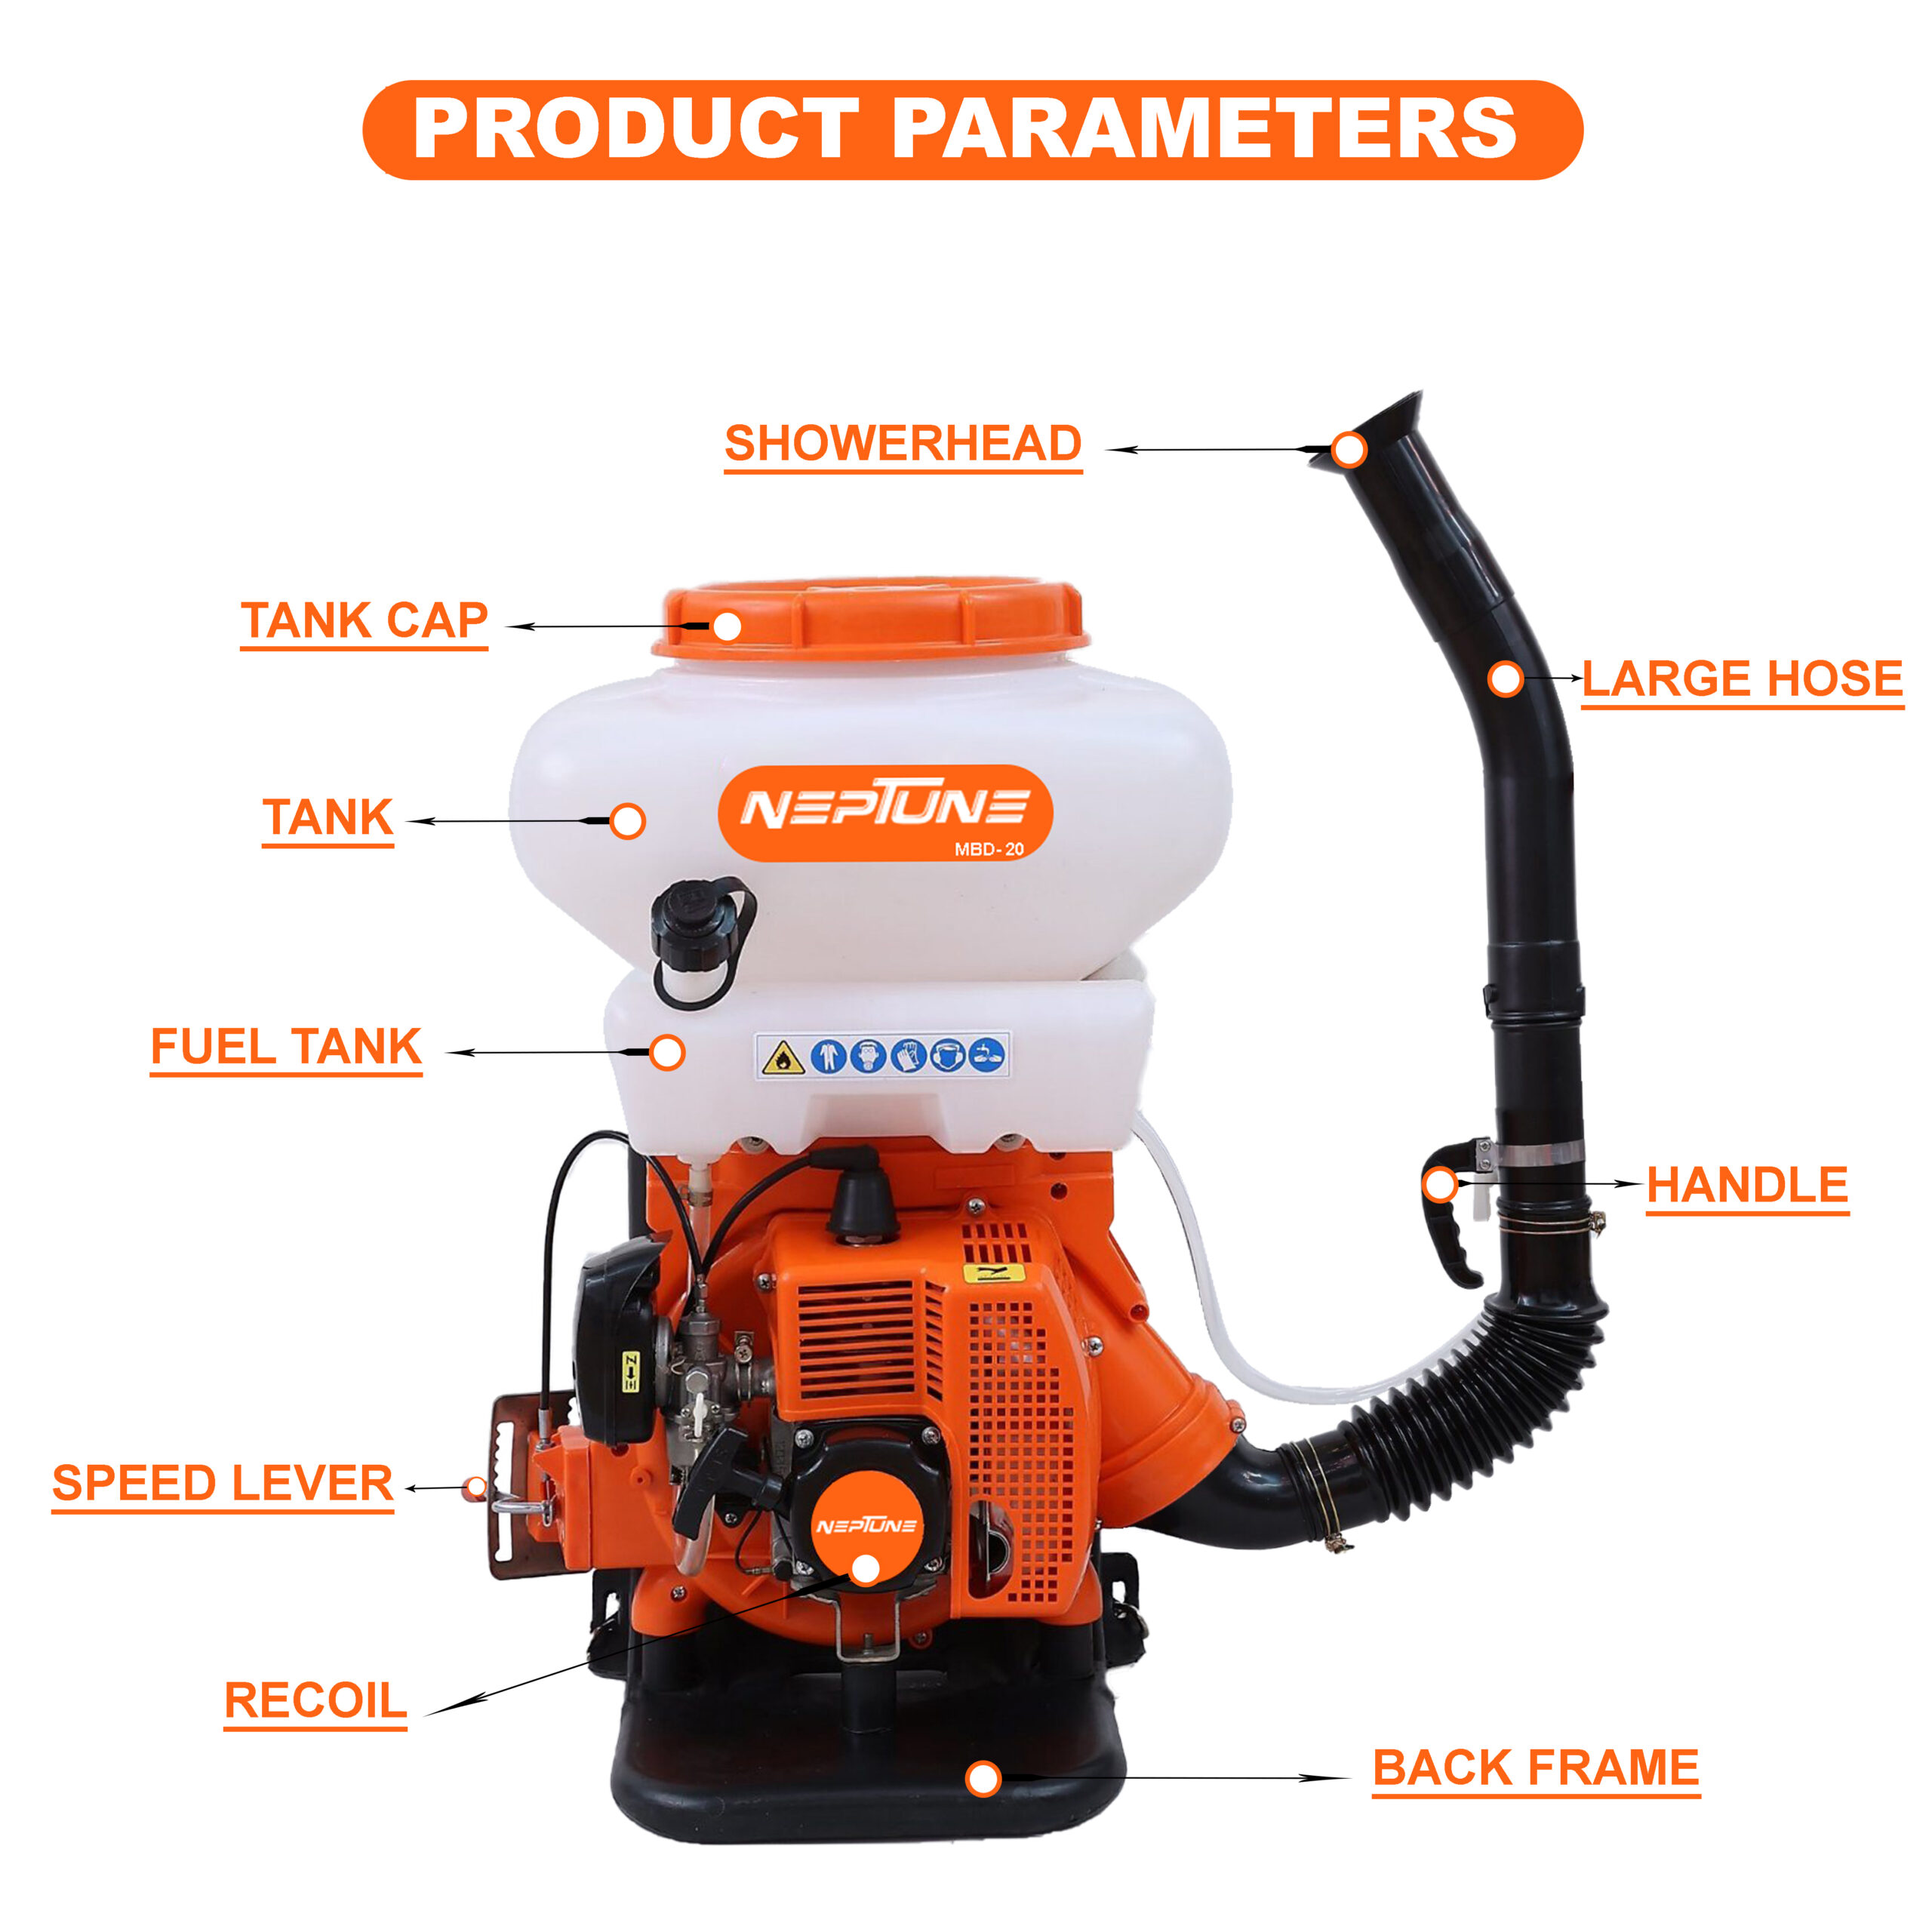 PRODUCT PARAMETERS
SHOWERHEAD
TANK CAP
LARGE HOSE
TANK
NEPTUNE
MBD-20
FUEL TANK
HANDLE
SPEED LEVER
NEPTUNE
RECOIL
BACK FRAME